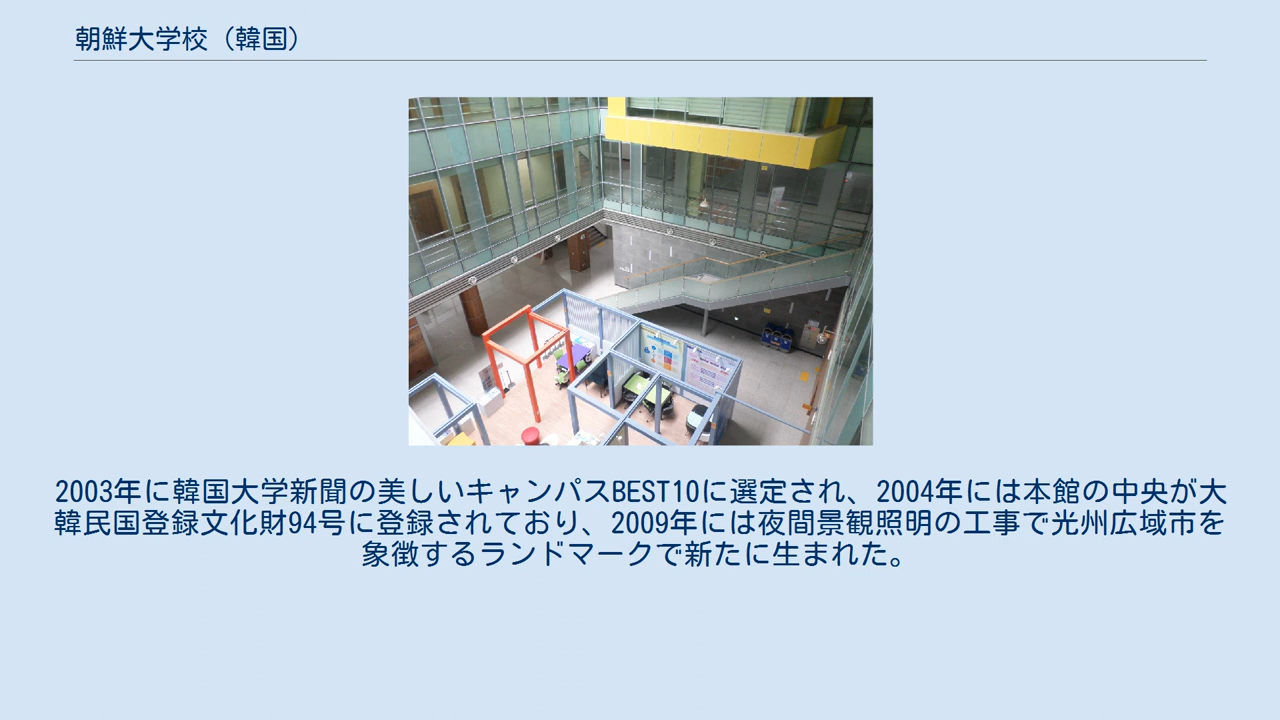 朝鮮大学校（韓国）
2003年に韓国大学新聞の美しいキャンパスBEST10に選定され、2004年には本館の中央が大
韓民国登録文化財94号に登録されており、2009年には夜間景観照明の工事で光州広域市を
象徴するランドマークで新たに生まれた。